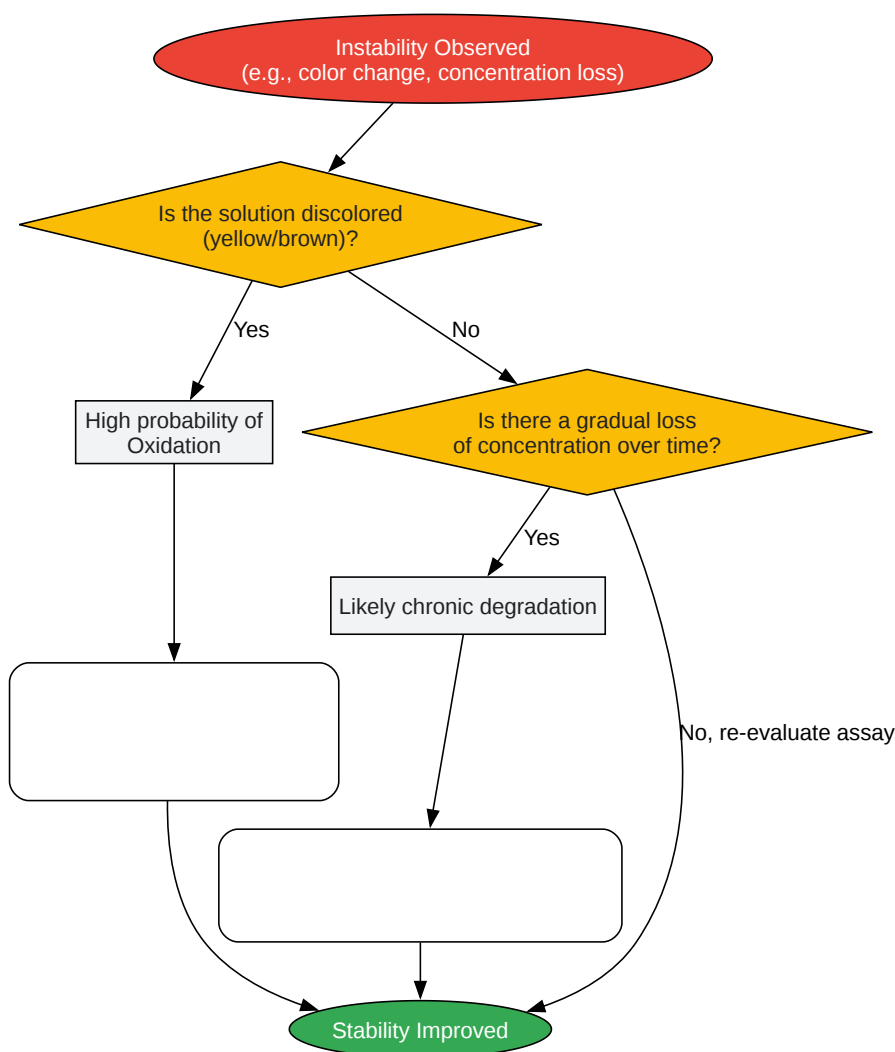 Instability Observed
(e.g., color change, concentration loss)
Is the solution discolored
(yellow/brown)?
Yes
No
High probability of
Oxidation
Is there a gradual loss
of concentration over time?
Yes
Likely chronic degradation
No, re-evaluate assay
Stability Improved